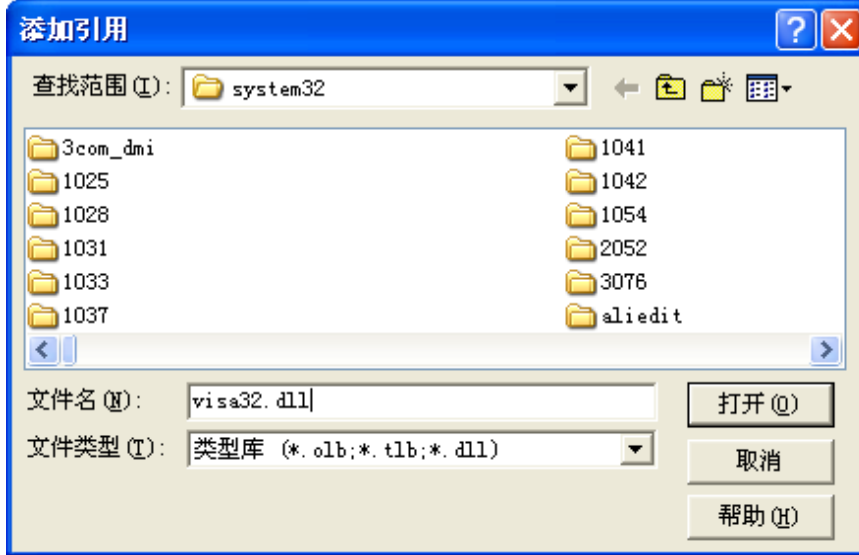 添加引用
查找范围(I): system32
3com_dmi
1025
1028
1031
1033
1037
1041
1042
1054
2052
3076
aliedit
文件名(N): visa32.dll 打开(O)
文件类型(T): 类型库 (*.olb;*.tlb;*.dll) 取消
帮助(H)